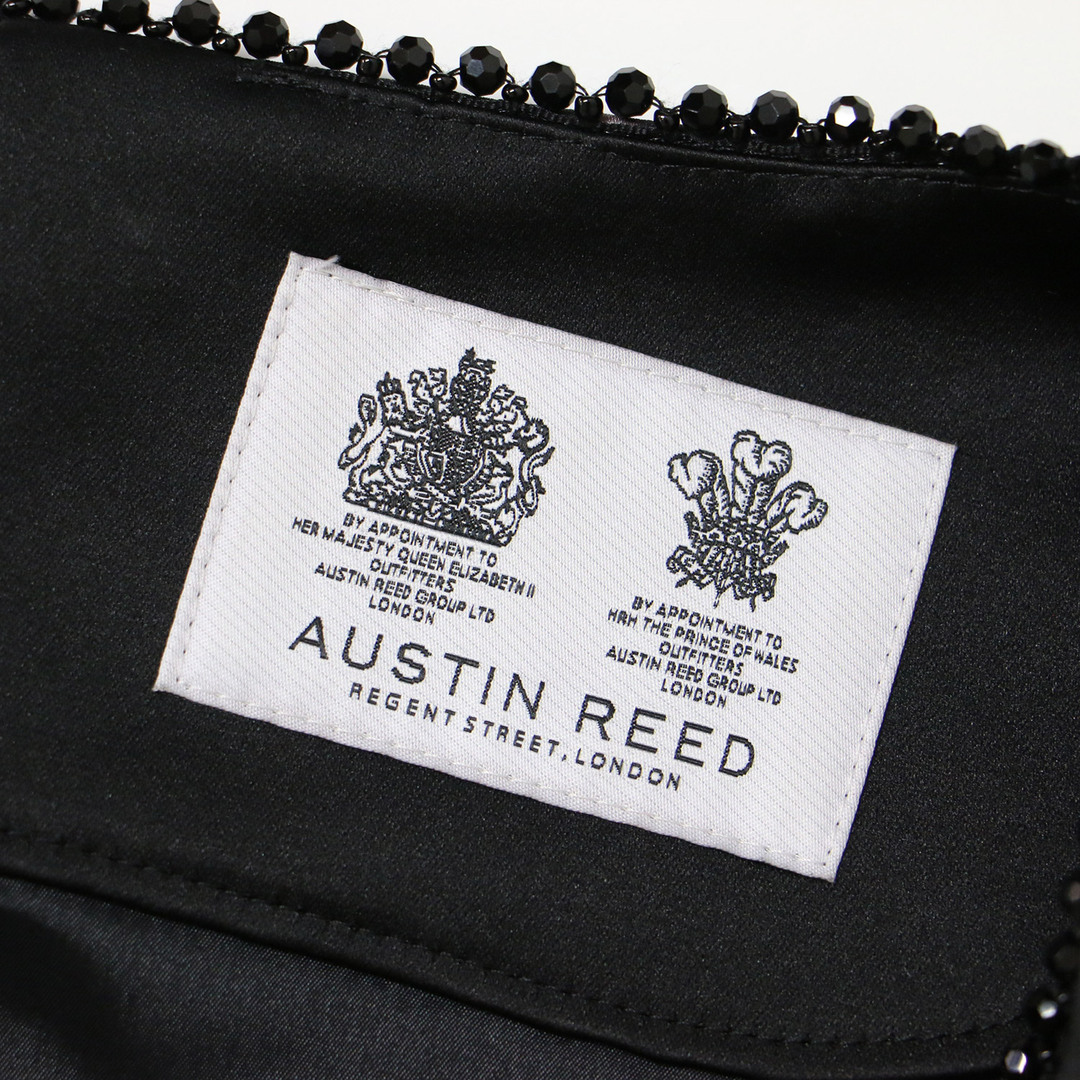 BY APPOINTMENT TO
HER MAJESTY QUEEN ELIZABETH II
OUTFITTERS
AUSTIN REED GROUP LTD
LONDON
BY APPOINTMENT TO
HRH THE PRINCE OF WALES
OUTFITTERS
AUSTIN REED GROUP LTD
LONDON
AUSTIN REED
REGENT STREET, LONDON